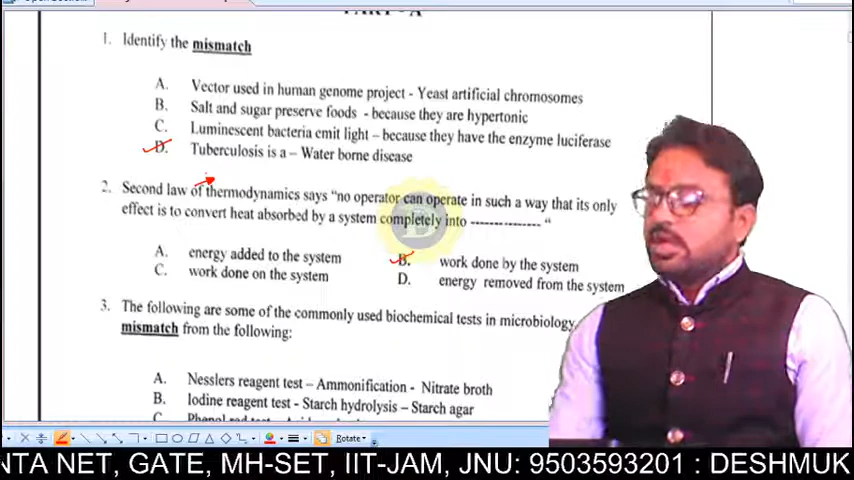 1. Identify the mismatch
A. Vector used in human genome project - Yeast artificial chromosomes
B. Salt and sugar preserve foods - because they are hypertonic
C. Luminescent bacteria emit light – because they have the enzyme luciferase
D. Tuberculosis is a – Water borne disease
2. Second law of thermodynamics says "no operator can operate in such a way that its only
effect is to convert heat absorbed by a system completely into --------------- "
A. energy added to the system
B. work done by the system
C. work done on the system
D. energy removed from the system
3. The following are some of the commonly used biochemical tests in microbiology.
mismatch from the following:
A. Nesslers reagent test – Ammonification - Nitrate broth
B. Iodine reagent test - Starch hydrolysis – Starch agar
Rotate
NTA NET, GATE, MH-SET, IIT-JAM, JNU: 9503593201 : DESHMUK